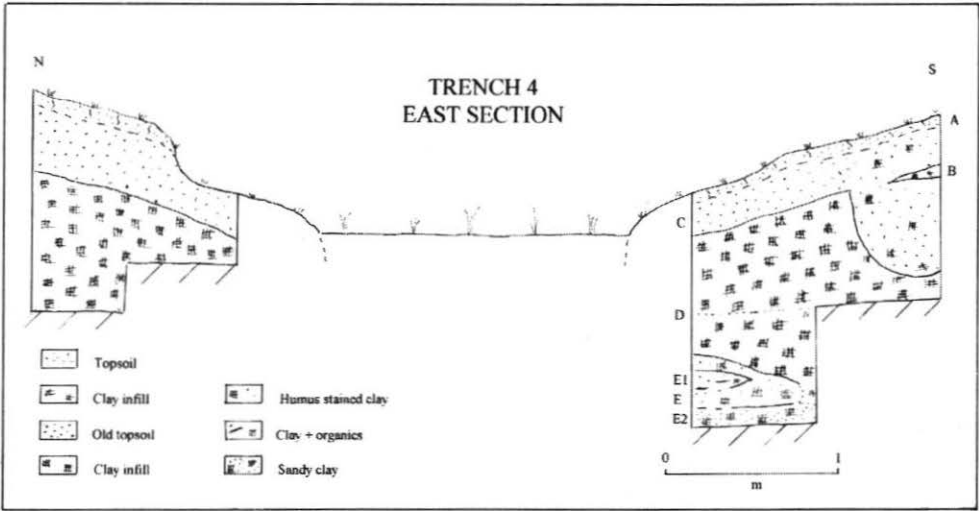 N
S
TRENCH 4
EAST SECTION
A
B
C
D
E1
E
E2
Topsoil
Clay infill
Old topsoil
Clay infill
Humus stained clay
Clay + organics
Sandy clay
0 1
m